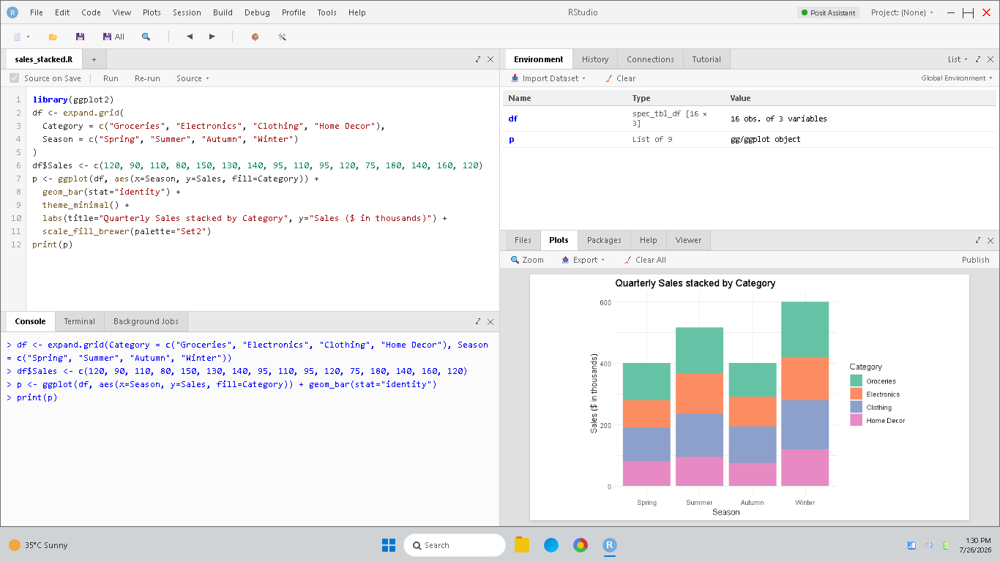 R File Edit Code View Plots Session Build Debug Profile Tools Help RStudio Posit Assistant Project: (None)
All
sales_stacked.R +
Source on Save Run Re-run Source
1 library(ggplot2)
2 df <- expand.grid(
3 Category = c("Groceries", "Electronics", "Clothing", "Home Decor"),
4 Season = c("Spring", "Summer", "Autumn", "Winter")
5 )
6 df$Sales <- c(120, 90, 110, 80, 150, 130, 140, 95, 110, 95, 120, 75, 180, 140, 160, 120)
7 p <- ggplot(df, aes(x=Season, y=Sales, fill=Category)) +
8 geom_bar(stat="identity") +
9 theme_minimal() +
10 labs(title="Quarterly Sales stacked by Category", y="Sales ($ in thousands)") +
11 scale_fill_brewer(palette="Set2")
12 print(p)
Console Terminal Background Jobs
> df <- expand.grid(Category = c("Groceries", "Electronics", "Clothing", "Home Decor"), Season
= c("Spring", "Summer", "Autumn", "Winter"))
> df$Sales <- c(120, 90, 110, 80, 150, 130, 140, 95, 110, 95, 120, 75, 180, 140, 160, 120)
> p <- ggplot(df, aes(x=Season, y=Sales, fill=Category)) + geom_bar(stat="identity")
> print(p)
Environment History Connections Tutorial List
Import Dataset Clear Global Environment
Name Type Value
df spec_tbl_df [16 × 3] 16 obs. of 3 variables
p List of 9 gg/ggplot object
Files Plots Packages Help Viewer
Zoom Export Clear All Publish
Quarterly Sales stacked by Category
Sales ($ in thousands)
600
400
200
0
Spring Summer Autumn Winter
Season
Category
Groceries
Electronics
Clothing
Home Decor
35°C Sunny
Search
R
1:30 PM
7/26/2026